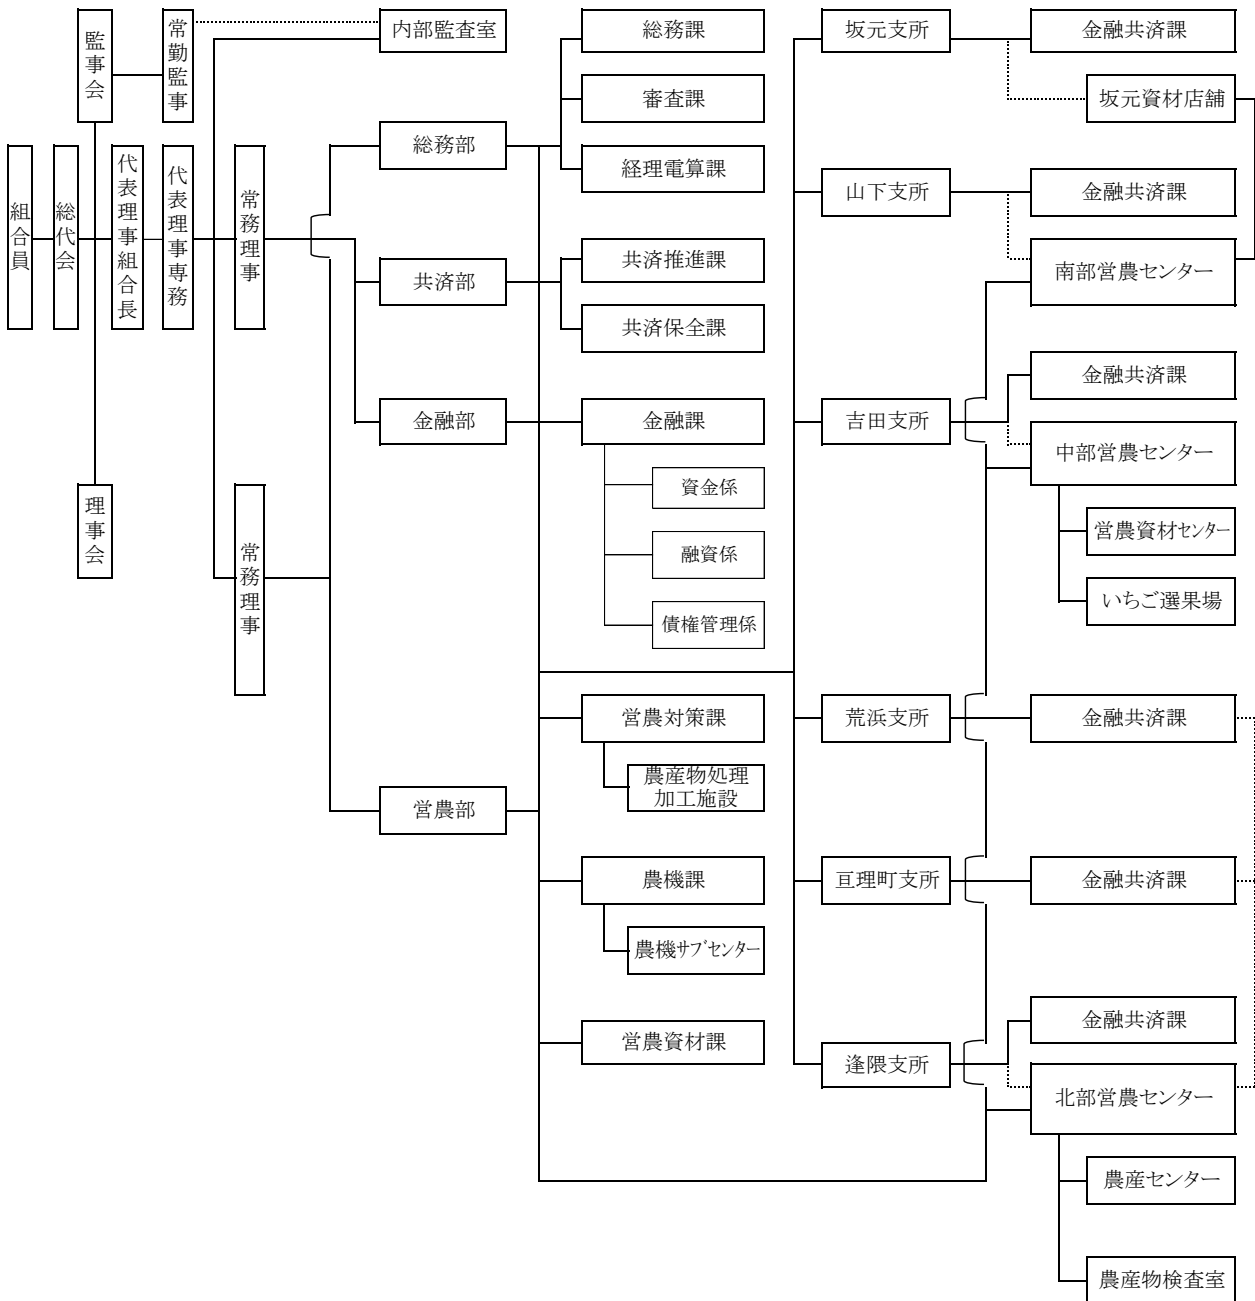 組合員
総代会
監事会
理事会
代表理事組合長
代表理事専務
常勤監事
常務理事
常務理事
内部監査室
総務部
共済部
金融部
営農部
総務課
審査課
経理電算課
共済推進課
共済保全課
金融課
資金係
融資係
債権管理係
営農対策課
農産物処理
加工施設
農機課
農機ｻﾌﾞｾﾝﾀｰ
営農資材課
坂元支所
山下支所
吉田支所
荒浜支所
亘理町支所
逢隈支所
金融共済課
坂元資材店舗
金融共済課
南部営農センター
金融共済課
中部営農センター
営農資材ｾﾝﾀｰ
いちご選果場
金融共済課
金融共済課
金融共済課
北部営農センター
農産センター
農産物検査室